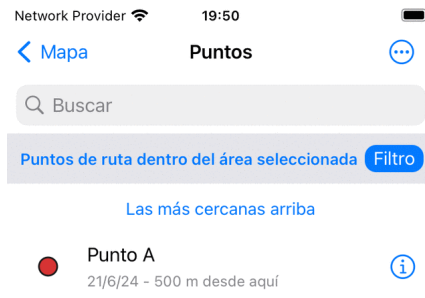 Network Provider 19:50
Mapa Puntos
Buscar
Puntos de ruta dentro del área seleccionada Filtro
Las más cercanas arriba
Punto A
21/6/24 - 500 m desde aquí